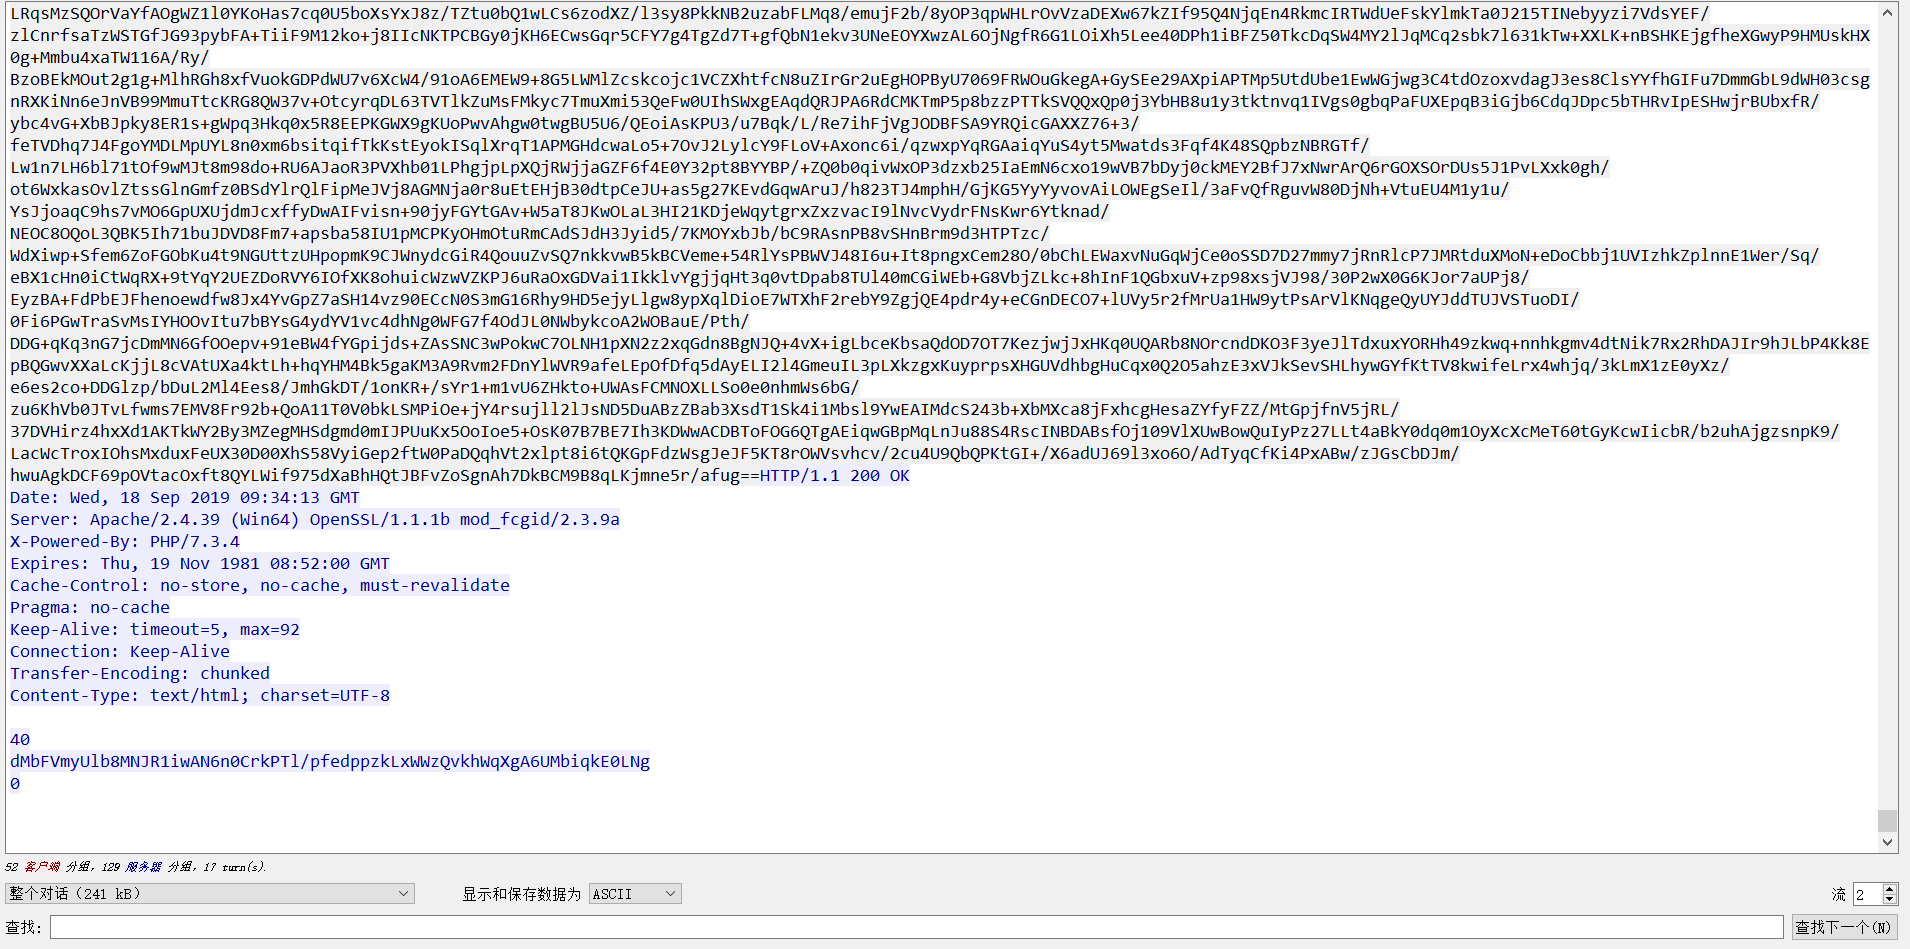 LRqsMzSQOrVaYfAOgWZ1l0YKoHas7cq0U5boXsYxJ8z/TZtu0bQ1wLCs6zodXZ/l3sy8PkkNB2uzabFLMq8/emujF2b/8yOP3qpWHLrOvVzaDEXw67kZIf95Q4NjqEn4RkmcIRTWdUeFskYlmkTa0J215TINebyyzi7VdsYEF/
zlCnrfsaTzWSTGfJG93pybFA+TiiF9M12ko+j8IIcNKTPCBGy0jKH6ECwsGqr5CFY7g4TgZd7T+gfQbN1ekv3UNeEOYXwzAL6OjNgfR6G1LOiXh5Lee40DPh1iBFZ50TkcDqSW4MY2lJqMCq2sbk7l631kTw+XXLK+nBSHKEjgfheXGwyP9HMUskHX
0g+Mmbu4xaTW116A/Ry/
BzoBEkMOut2g1g+MlhRGh8xfVuokGDPdWU7v6XcW4/91oA6EMEW9+8G5LWMlZcskcojc1VCZXhtfcN8uZIrGr2uEgHOPByU7069FRWOuGkegA+GySEe29AXpiAPTMp5UtdUbe1EwWGjwg3C4tdOzoxvdagJ3es8ClsYYfhGIFu7DmmGbL9dWH03csg
nRXKiNn6eJnVB99MmuTtcKRG8QW37v+OtcyrqDL63TVTlkZuMsFMkyc7TmuXmi53QeFw0UIhSWxgEAqdQRJPA6RdCMKTmP5p8bzzPTTkSVQQxQp0j3YbHB8u1y3tktnvq1IVgs0gbqPaFUXEpqB3iGjb6CdqJDpc5bTHRvIpESHwjrBUbxfR/
ybc4vG+XbBJpky8ER1s+gWpq3Hkq0x5R8EEPKGWX9gKUoPwvAhgw0twgBU5U6/QEoiAsKPU3/u7Bqk/L/Re7ihFjVgJODBFSA9YRQicGAXXZ76+3/
feTVDhq7J4FgoYMDLMpUYL8n0xm6bsitqifTkKstEyokISqlXrqT1APMGHdcwaLo5+7OvJ2LylcY9FLoV+Axonc6i/qzwxpYqRGAaiqYuS4yt5Mwatds3Fqf4K48SQpbzNBRGTf/
Lw1n7LH6bl71tOf9wMJt8m98do+RU6AJaoR3PVXhb01LPhgjpLpXQjRWjjaGZF6f4E0Y32pt8BYYBP/+ZQ0b0qivWxOP3dzxb25IaEmN6cxo19wVB7bDyj0ckMEY2BfJ7xNwrArQ6rGOXSOrDUs5J1PvLXxk0gh/
ot6WxkasOvlZtssGlnGmfz0BSdYlrQlFipMeJVj8AGMNja0r8uEtEHjB30dtpCeJU+as5g27KEvdGqwAruJ/h823TJ4mphH/GjKG5YyYyvovAiLOWEgSeIl/3aFvQfRguvW80DjNh+VtuEU4M1y1u/
YsJjoaqC9hs7vMO6GpUXUjdmJcxffyDwAIFvisn+90jyFGYtGAv+W5aT8JKwOLaL3HI21KDjeWqytgrxZxzvacI9lNvcVydrFNsKwr6Ytknad/
NEOC8OQoL3QBK5Ih71buJDVD8Fm7+apsba58IU1pMCPKyOHmOtuRmCAdSJdH3Jyid5/7KMOYxbJb/bC9RAsnPB8vSHnBrm9d3HTPTzc/
WdXiwp+Sfem6ZoFGObKu4t9NGUttzUHpopmK9CJWnydcGiR4QouuZvSQ7nkkvwB5kBCVeme+54RlYsPBWVJ48I6u+It8pngxCem28O/0bChLEWaxvNuGqWjCe0oSSD7D27mmy7jRnRlcP7JMRtduXMoN+eDoCbbj1UVIzhkZplnnE1Wer/Sq/
eBX1cHn0iCtWqRX+9tYqY2UEZDoRVY6IOfXK8ohuicWzwVZKPJ6uRaOxGDVai1IkklvYgjjqHt3q0vtDpab8TUl40mCGiWEb+G8VbjZLkc+8hInF1QGbxuV+zp98xsjVJ98/30P2wX0G6KJor7aUPj8/
EyzBA+FdPbEJFhenoewdfw8Jx4YvGpZ7aSH14vz90ECcN0S3mG16Rhy9HD5ejyLlgw8ypXqlDioE7WTXhF2rebY9ZgjQE4pdr4y+eCGnDECO7+lUVy5r2fMrUa1HW9ytPsArVlKNqgeQyUYJddTUJVSTuoDI/
0Fi6PGwTraSvMsIYHOOvItu7bBYsG4ydYV1vc4dhNg0WFG7f4OdJL0NWbykcoA2WOBauE/Pth/
DDG+qKq3nG7jcDmMN6GfOOepv+91eBW4fYGpijds+ZAsSNC3wPokwC7OLNH1pXN2z2xqGdn8BgNJQ+4vX+igLbceKbsaQdOD7OT7KezjwjJxHKq0UQARb8NOrcndDKO3F3yeJlTdxuxYORHh49zkwq+nnhkgmv4dtNik7Rx2RhDAJIr9hJLbP4Kk8E
pBQGwvXXaLcKjjL8cVAtUXa4ktLh+hqYHM4Bk5gaKM3A9Rvm2FDnYlWVR9afeLEpOfDfq5dAyELI2l4GmeuIL3pLXkzgxKuyprpsXHGUVdhbgHuCqx0Q2O5ahzE3xVJkSevSHLhywGYfKtTV8kwifeLrx4whjq/3kLmX1zE0yXz/
e6es2co+DDGlzp/bDuL2Ml4Ees8/JmhGkDT/1onKR+/sYr1+m1vU6ZHkto+UWAsFCMNOXLLSo0e0nhmWs6bG/
zu6KhVb0JTvLfwms7EMV8Fr92b+QoA11T0V0bkLSMPiOe+jY4rsujll2lJsND5DuABzZBab3XsdT1Sk4i1Mbsl9YwEAIMdcS243b+XbMXca8jFxhcgHesaZYfyFZZ/MtGpjfnV5jRL/
37DVHirz4hxXd1AKTkWY2By3MZegMHSdgmd0mIJPUuKx5OoIoe5+OsK07B7BE7Ih3KDWwACDBToFOG6QTgAEiqwGBpMqLnJu88S4RscINBDABsfOj109VlXUwBowQuIyPz27LLt4aBkY0dq0m1OyXcXcMeT60tGyKcwIicbR/b2uhAjgzsnpK9/
LacWcTroxIOhsMxduxFeUX30D00XhS58VyiGep2ftW0PaDQqhVt2xlpt8i6tQKGpFdzWsgJeJF5KT8rOWVsvhcv/2cu4U9QbQPKtGI+/X6adUJ69l3xo6O/AdTyqCfKi4PxABw/zJGsCbDJm/
hwuAgkDCF69pOVtacOxft8QYLWif975dXaBhHQtJBFvZoSgnAh7DkBCM9B8qLKjmne5r/afug==HTTP/1.1 200 OK
Date: Wed, 18 Sep 2019 09:34:13 GMT
Server: Apache/2.4.39 (Win64) OpenSSL/1.1.1b mod_fcgid/2.3.9a
X-Powered-By: PHP/7.3.4
Expires: Thu, 19 Nov 1981 08:52:00 GMT
Cache-Control: no-store, no-cache, must-revalidate
Pragma: no-cache
Keep-Alive: timeout=5, max=92
Connection: Keep-Alive
Transfer-Encoding: chunked
Content-Type: text/html; charset=UTF-8
40
dMbFVmyUlb8MNJR1iwAN6n0CrkPTl/pfedppzkLxWWzQvkhWqXgA6UMbiqkE0LNg
0
52 客户端 分组, 129 服务器 分组, 17 turn(s).
整个对话 (241 kB) 显示和保存数据为 ASCII 流 2
查找: 查找下一个(N)